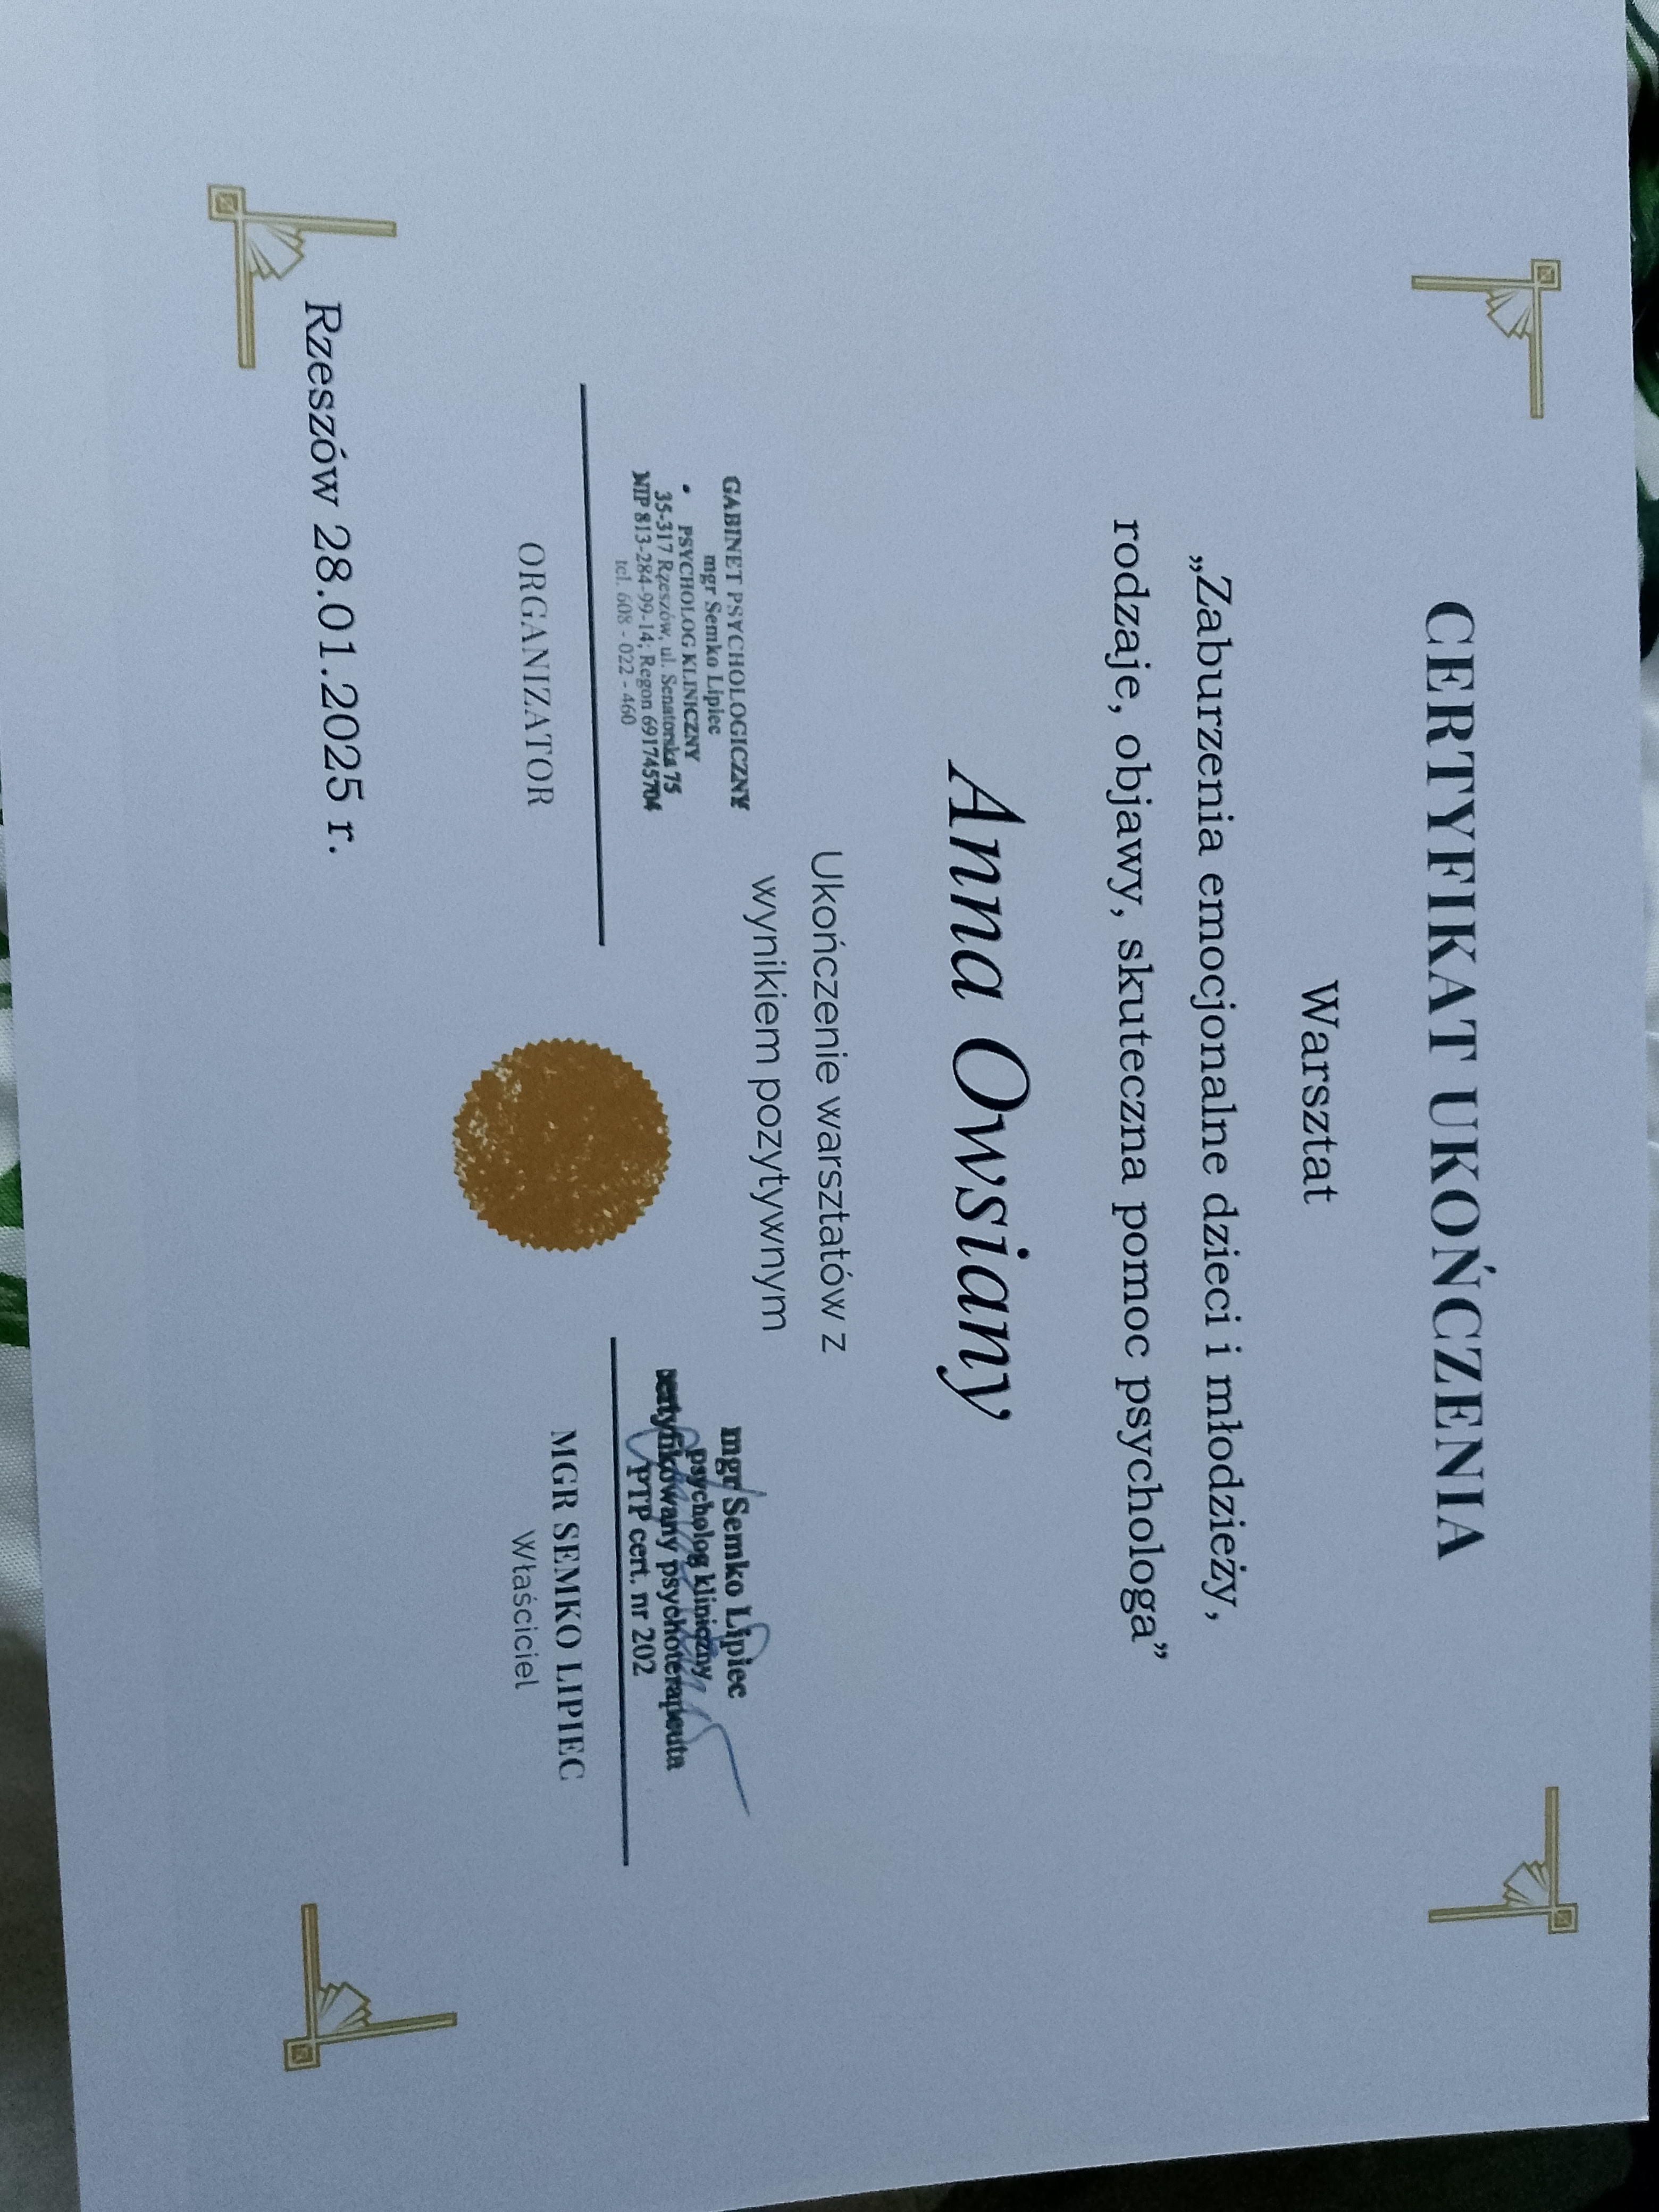 CERTYFIKAT UKOŃCZENIA
Warsztat
„Zaburzenia emocjonalne dzieci i młodzieży,
rodzaje, objawy, skuteczna pomoc psychologa”
Anna Owsiany
Ukończenie warsztatów z
wynikiem pozytywnym
GABINET PSYCHOLOGICZNY
mgr Semko Lipiec
• PSYCHOLOG KLINICZNY
35-317 Rzeszów, ul. Senatorska 75
NIP 813-284-99-14; Regon 691745704
tel. 608 - 022 - 460
ORGANIZATOR
mgr Semko Lipiec
psycholog kliniczny
certyfikowany psychoterapeuta
PTP cert. nr 202
MGR SEMKO LIPIEC
Właściciel
Rzeszów 28.01.2025 r.